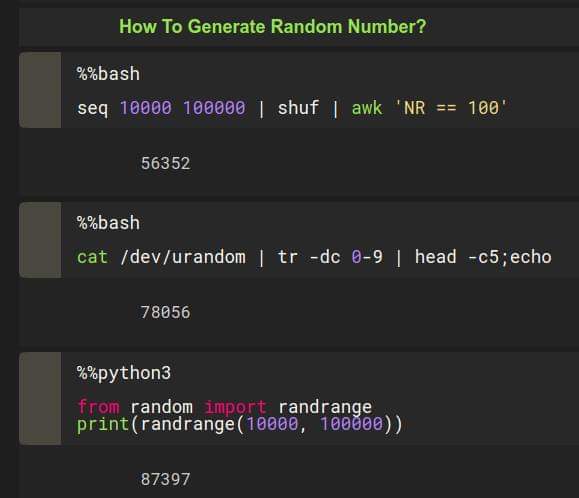 How To Generate Random Number?
%%bash
seq 10000 100000 | shuf | awk 'NR == 100'
56352
%%bash
cat /dev/urandom | tr -dc 0-9 | head -c5;echo
78056
%%python3
from random import randrange
print(randrange(10000, 100000))
87397